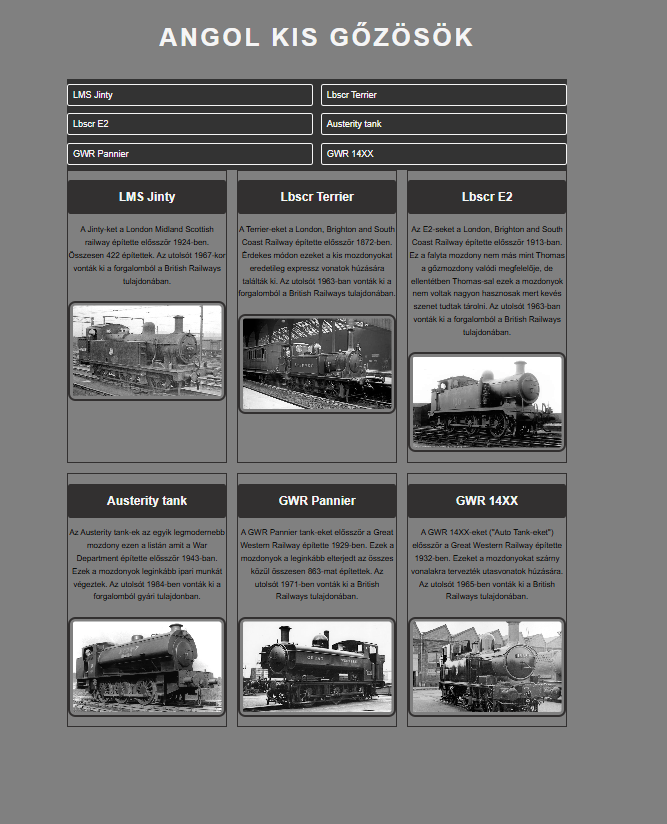 ANGOL KIS GŐZÖSÖK
LMS Jinty
Lbscr Terrier
Lbscr E2
Austerity tank
GWR Pannier
GWR 14XX
LMS Jinty
A Jinty-ket a London Midland Scottish
railway építette elősször 1924-ben.
Összesen 422 építettek. Az utolsót 1967-kor
vonták ki a forgalomból a British Railways
tulajdonában.
Lbscr Terrier
A Terrier-eket a London, Brighton and South
Coast Railway építette elősször 1872-ben.
Érdekes módon ezeket a kis mozdonyokat
eredetileg expressz vonatok húzására
találták ki. Az utolsót 1963-ban vonták ki a
forgalomból a British Railways tulajdonában.
Lbscr E2
Az E2-seket a London, Brighton and South
Coast Railway építette elősször 1913-ban.
Ez a falyta mozdony nem más mint Thomas
a gőzmozdony valódi megfelelője, de
ellentétben Thomas-sal ezek a mozdonyok
nem voltak nagyon hasznosak mert kevés
szenet tudtak tárolni. Az utolsót 1963-ban
vonták ki a forgalomból a British Railways
tulajdonában.
Austerity tank
Az Austerity tank-ek az egyik legmodernebb
mozdony ezen a listán amit a War
Department építette elősször 1943-ban.
Ezek a mozdonyok leginkább ipari munkát
végeztek. Az utolsót 1984-ben vonták ki a
forgalomból gyári tulajdonban.
GWR Pannier
A GWR Pannier tank-eket elősször a Great
Western Railway építette 1929-ben. Ezek a
mozdonyok a leginkább elterjedt az összes
közül összesen 863-mat építettek. Az
utolsót 1971-ben vonták ki a British
Railways tulajdonában.
GWR 14XX
A GWR 14XX-eket ("Auto Tank-eket")
elősször a Great Western Railway építette
1932-ben. Ezeket a mozdonyokat szárny
vonalakra tervezték utasvonatok húzására.
Az utolsót 1965-ben vonták ki a British
Railways tulajdonában.